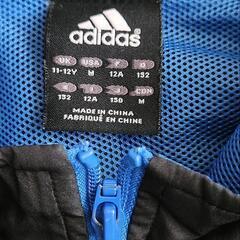 adidas
UK USA F D
11-12Y M 12A 152
E I J CDN
152 12A 150 M
MADE IN CHINA
FABRIQUÉ EN CHINE